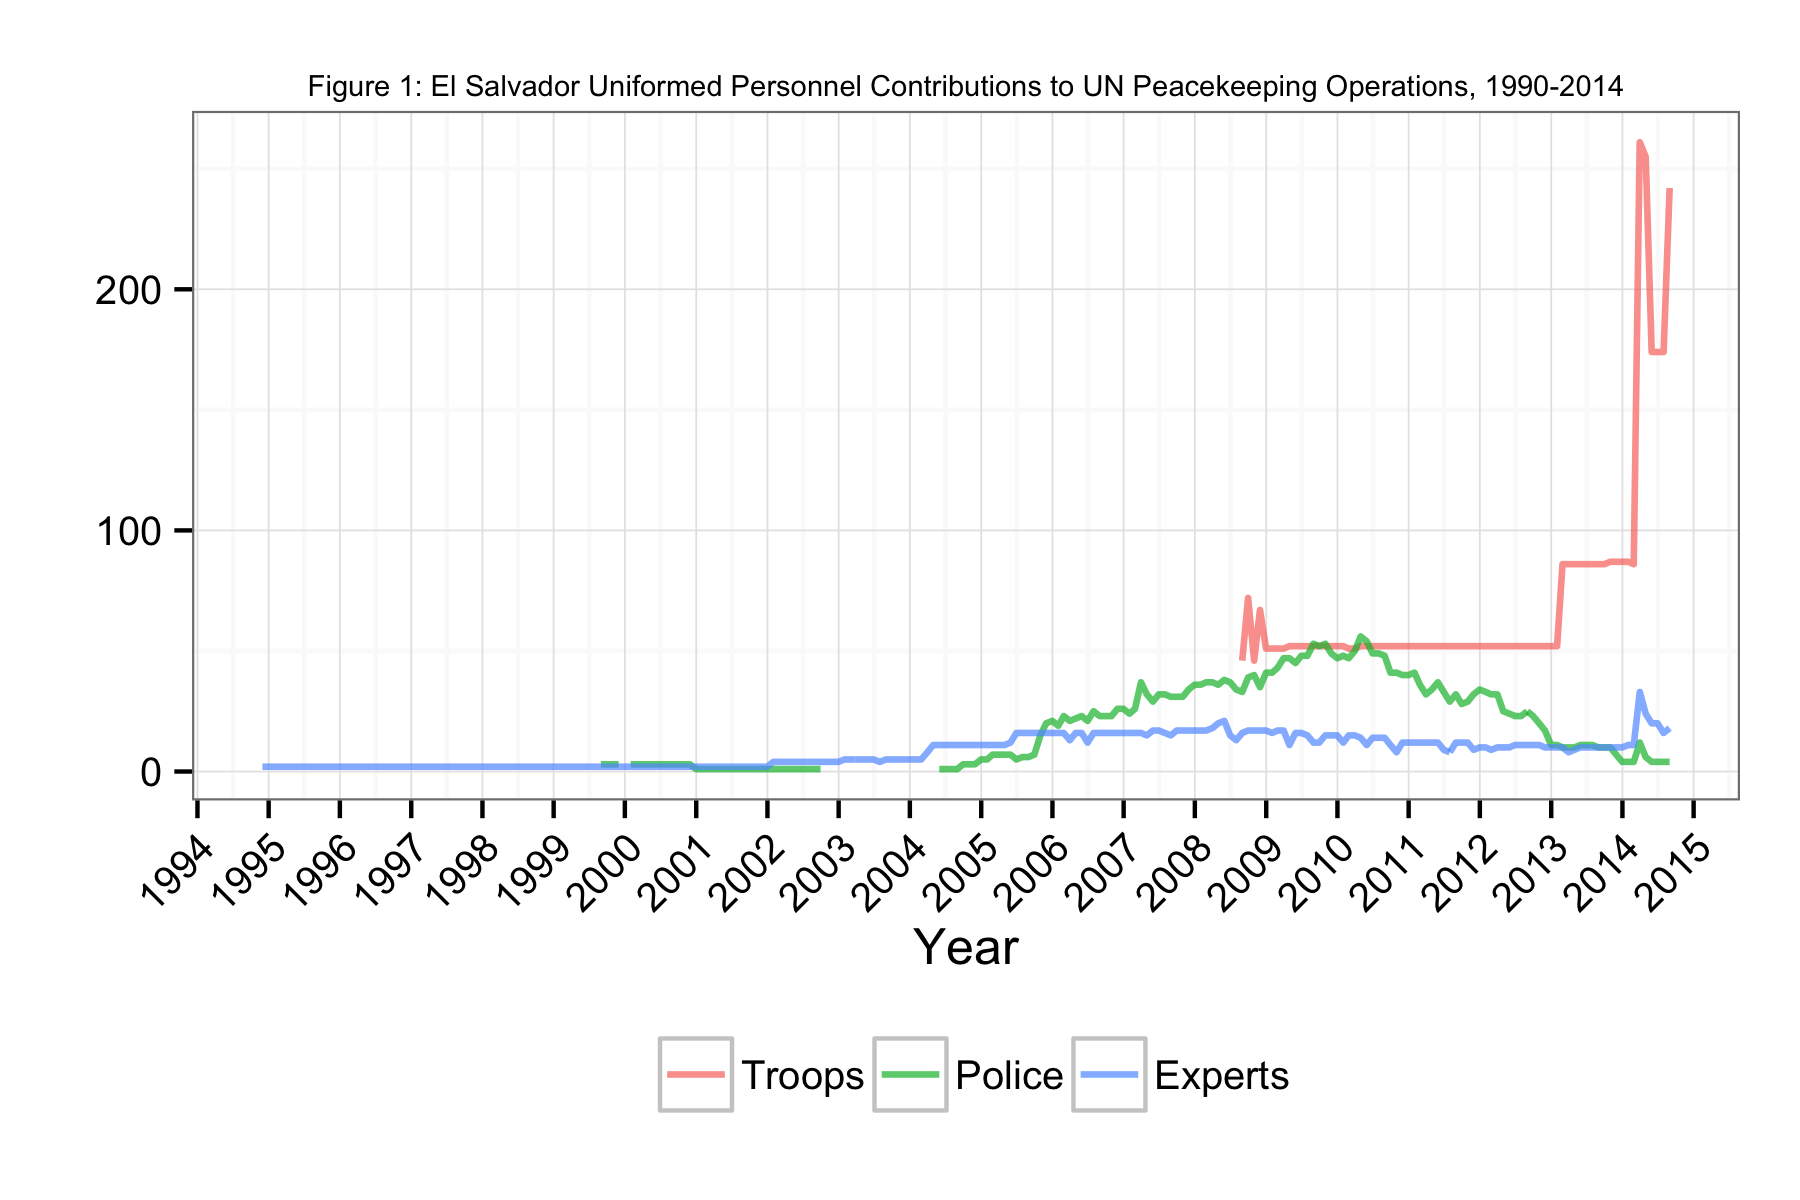 Figure 1: El Salvador Uniformed Personnel Contributions to UN Peacekeeping Operations, 1990-2014
200
100
0
1994 1995 1996 1997 1998 1999 2000 2001 2002 2003 2004 2005 2006 2007 2008 2009 2010 2011 2012 2013 2014 2015
Year
Troops Police Experts